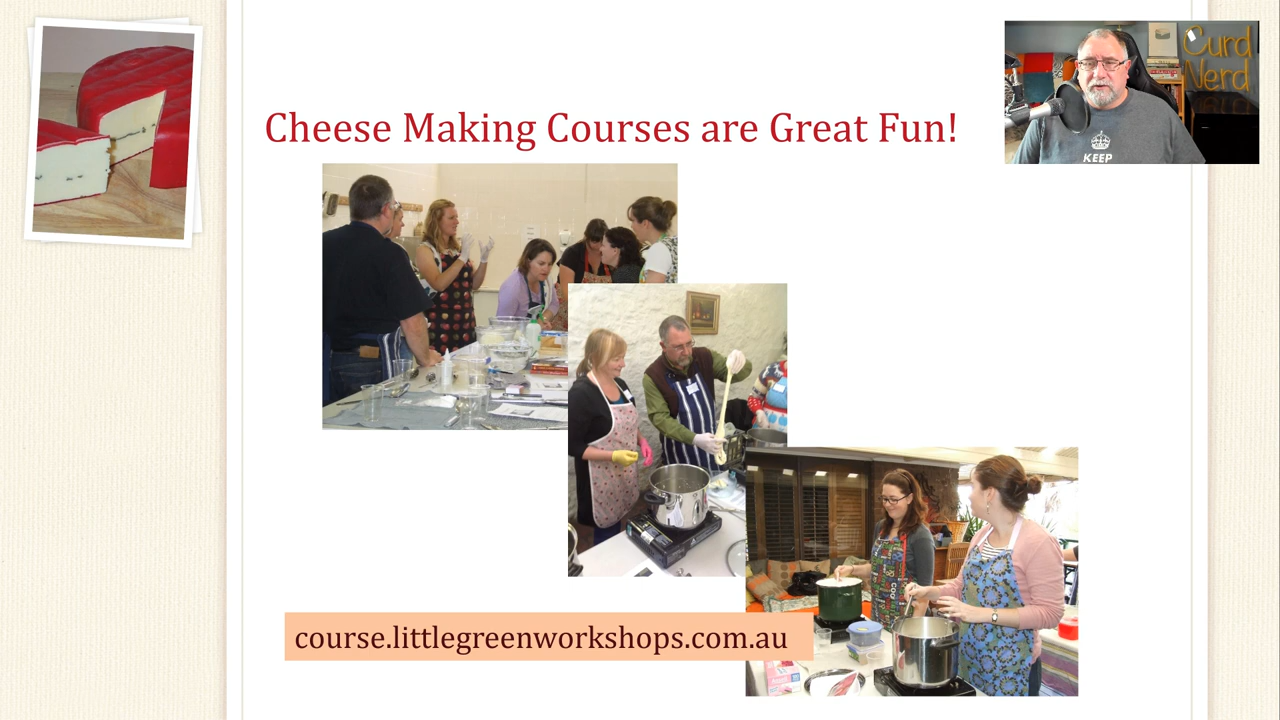 Cheese Making Courses are Great Fun!
Curd
Nerd
KEEP
course.littlegreenworkshops.com.au